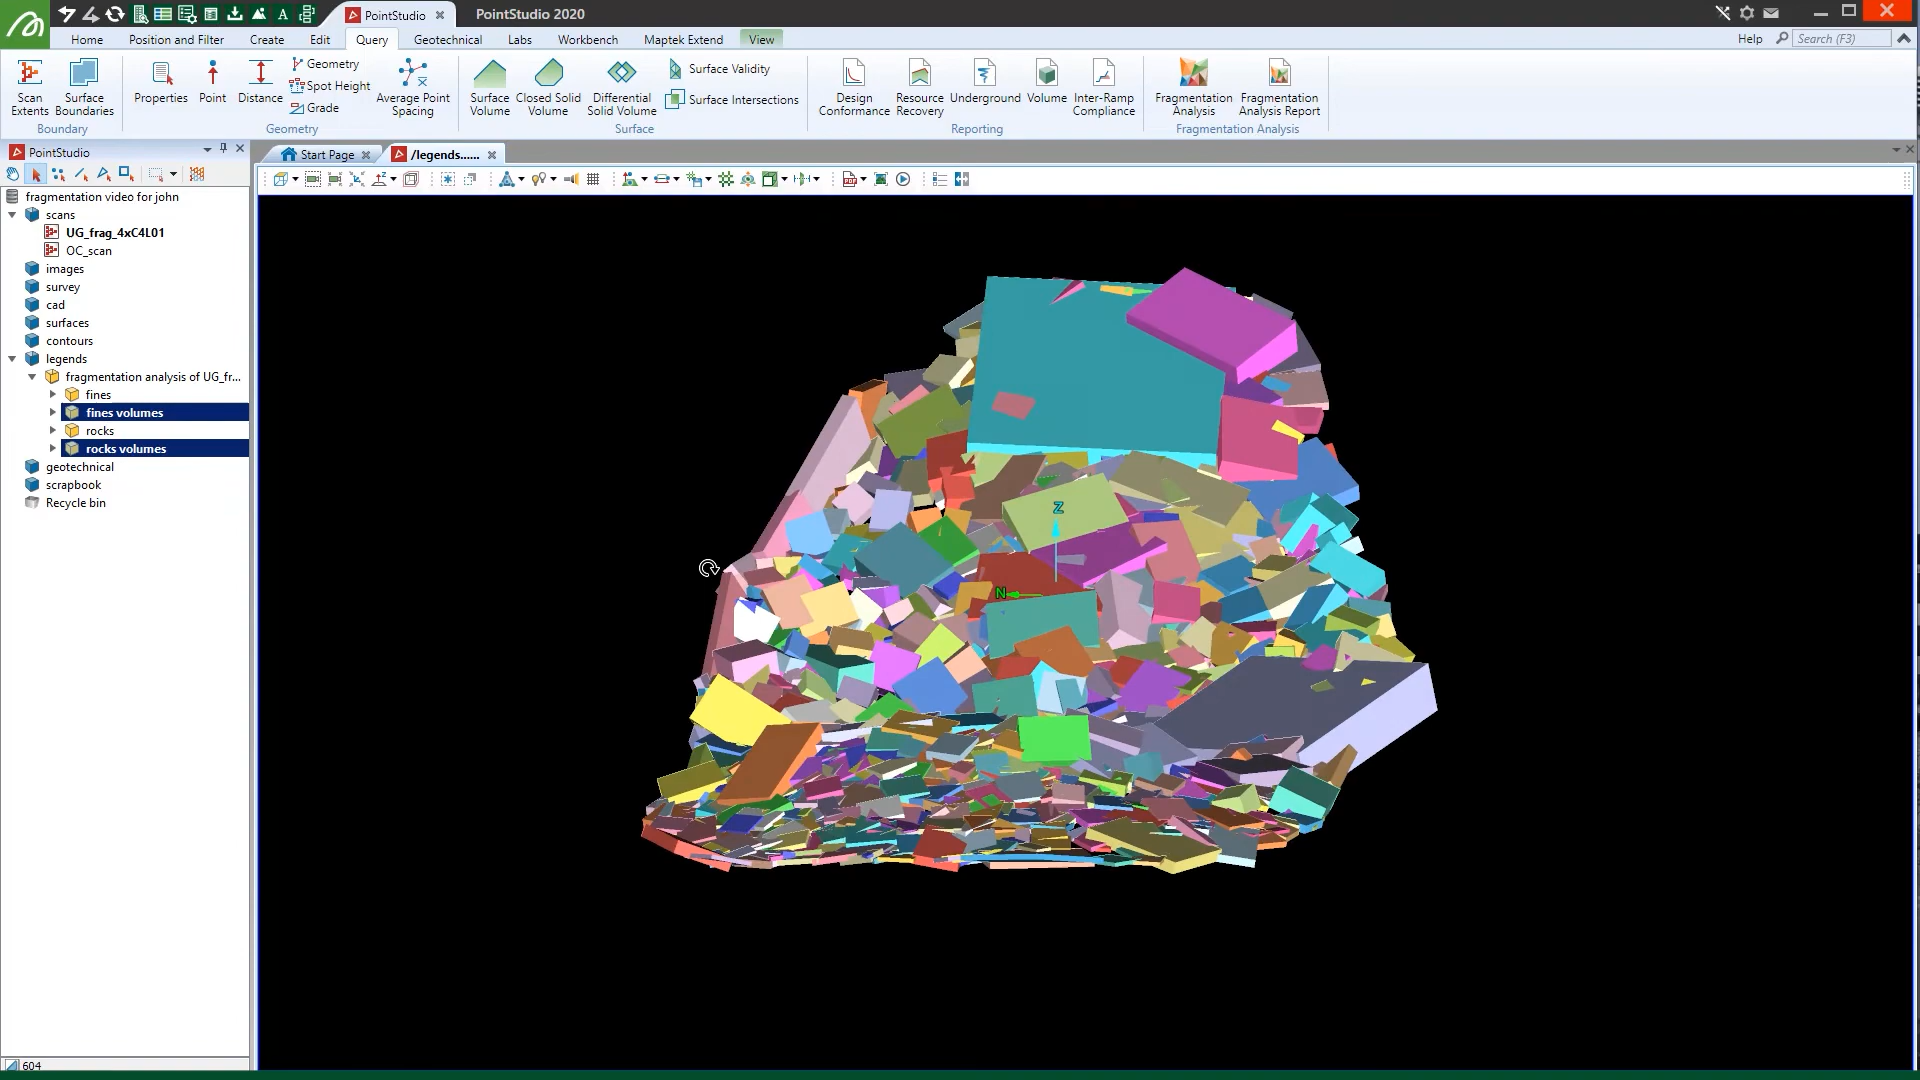 PointStudio
PointStudio 2020
Home
Position and Filter
Create
Edit
Query
Geotechnical
Labs
Workbench
Maptek Extend
View
Help
Search (F3)
Scan Extents
Surface Boundaries
Boundary
Properties
Point
Distance
Geometry
Spot Height
Grade
Average Point Spacing
Geometry
Surface Volume
Closed Solid Volume
Differential Solid Volume
Surface Validity
Surface Intersections
Surface
Design Conformance
Resource Recovery
Underground
Volume
Inter-Ramp Compliance
Reporting
Fragmentation Analysis
Fragmentation Analysis Report
Fragmentation Analysis
PointStudio
Start Page
/legends......
fragmentation video for john
scans
UG_frag_4xC4L01
OC_scan
images
survey
cad
surfaces
contours
legends
fragmentation analysis of UG_fr...
fines
fines volumes
rocks
rocks volumes
geotechnical
scrapbook
Recycle bin
Z
N
604